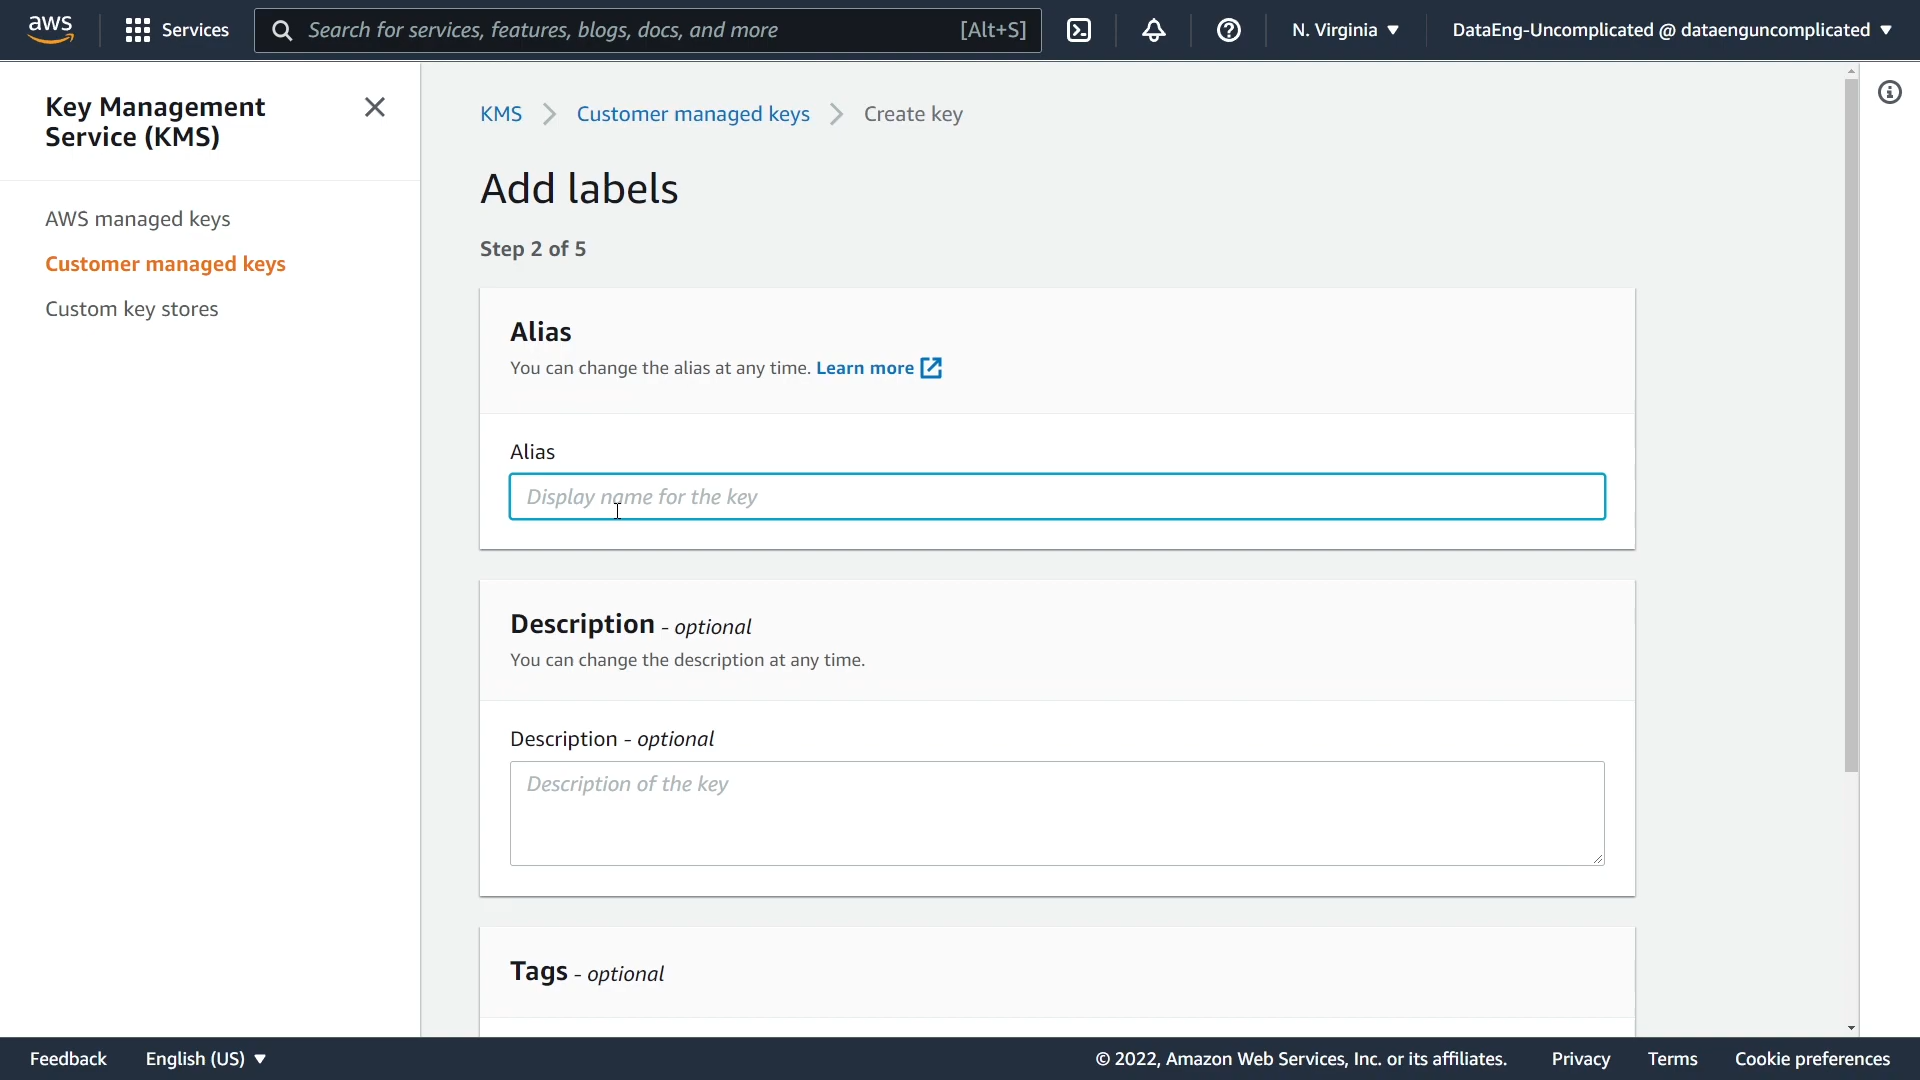 aws
Services
Search for services, features, blogs, docs, and more
[Alt+S]
N. Virginia
DataEng-Uncomplicated @ dataenguncomplicated
Key Management
Service (KMS)
AWS managed keys
Customer managed keys
Custom key stores
KMS
Customer managed keys
Create key
Add labels
Step 2 of 5
Alias
You can change the alias at any time. Learn more
Alias
Display name for the key
Description - optional
You can change the description at any time.
Description - optional
Description of the key
Tags - optional
Feedback
English (US)
© 2022, Amazon Web Services, Inc. or its affiliates.
Privacy
Terms
Cookie preferences